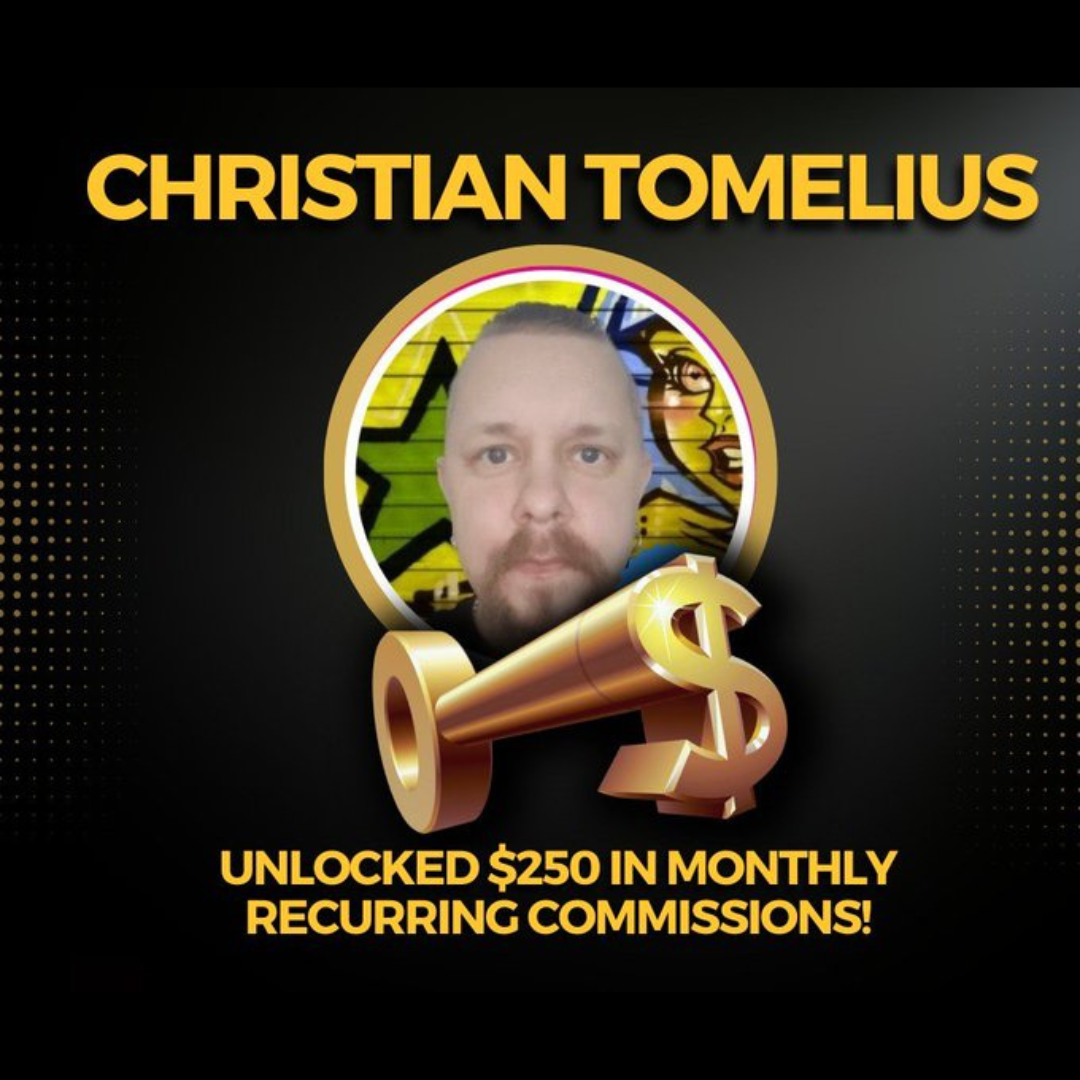 CHRISTIAN TOMELIUS
UNLOCKED $250 IN MONTHLY
RECURRING COMMISSIONS!